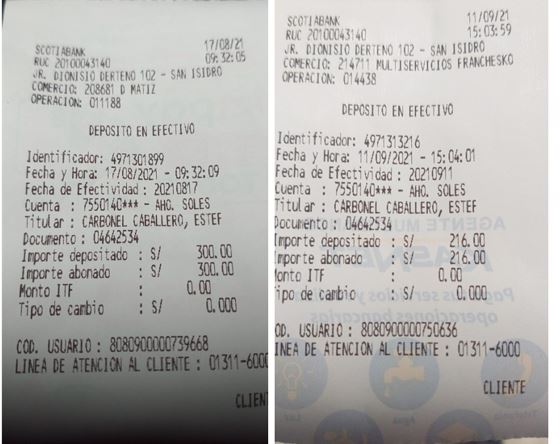 SCOTIABANK 17/08/21
RUC 20100043140 09:32:05
JR. DIONISIO DERTENO 102 - SAN ISIDRO
COMERCIO: 208681 D MATIZ
OPERACION: 011188
DEPOSITO EN EFECTIVO
Identificador: 4971301899
Fecha y Hora: 17/08/2021 - 09:32:09
Fecha de Efectividad : 20210817
Cuenta : 7550140*** - AHO. SOLES
Titular : CARBONEL CABALLERO, ESTEF
Documento : 04642534
Importe depositado : S/ 300.00
Importe abonado : S/ 300.00
Monto ITF : 0.00
Tipo de cambio : S/ 0.000
COD. USUARIO : 8080900000739668
LINEA DE ATENCION AL CLIENTE : 01311-6000
CLIEN
SCOTIABANK 11/09/21
RUC 20100043140 15:03:59
JR. DIONISIO DERTENO 102 - SAN ISIDRO
COMERCIO: 214711 MULTISERVICIOS FRANCHESKO
OPERACION: 014438
DEPOSITO EN EFECTIVO
Identificador: 4971313216
Fecha y Hora: 11/09/2021 - 15:04:01
Fecha de Efectividad : 20210911
Cuenta : 7550140*** - AHO. SOLES
Titular : CARBONEL CABALLERO, ESTEF
Documento : 04642534
Importe depositado : S/ 216.00
Importe abonado : S/ 216.00
Monto ITF : 0.00
Tipo de cambio : S/ 0.000
OD. USUARIO : 8080900000750636
INEA DE ATENCION AL CLIENTE : 01311-6000
CLIENTE